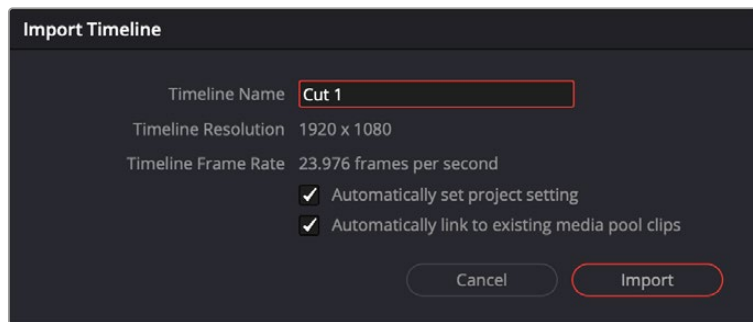 Import Timeline
Timeline Name Cut 1
Timeline Resolution 1920 x 1080
Timeline Frame Rate 23.976 frames per second
Automatically set project setting
Automatically link to existing media pool clips
Cancel Import